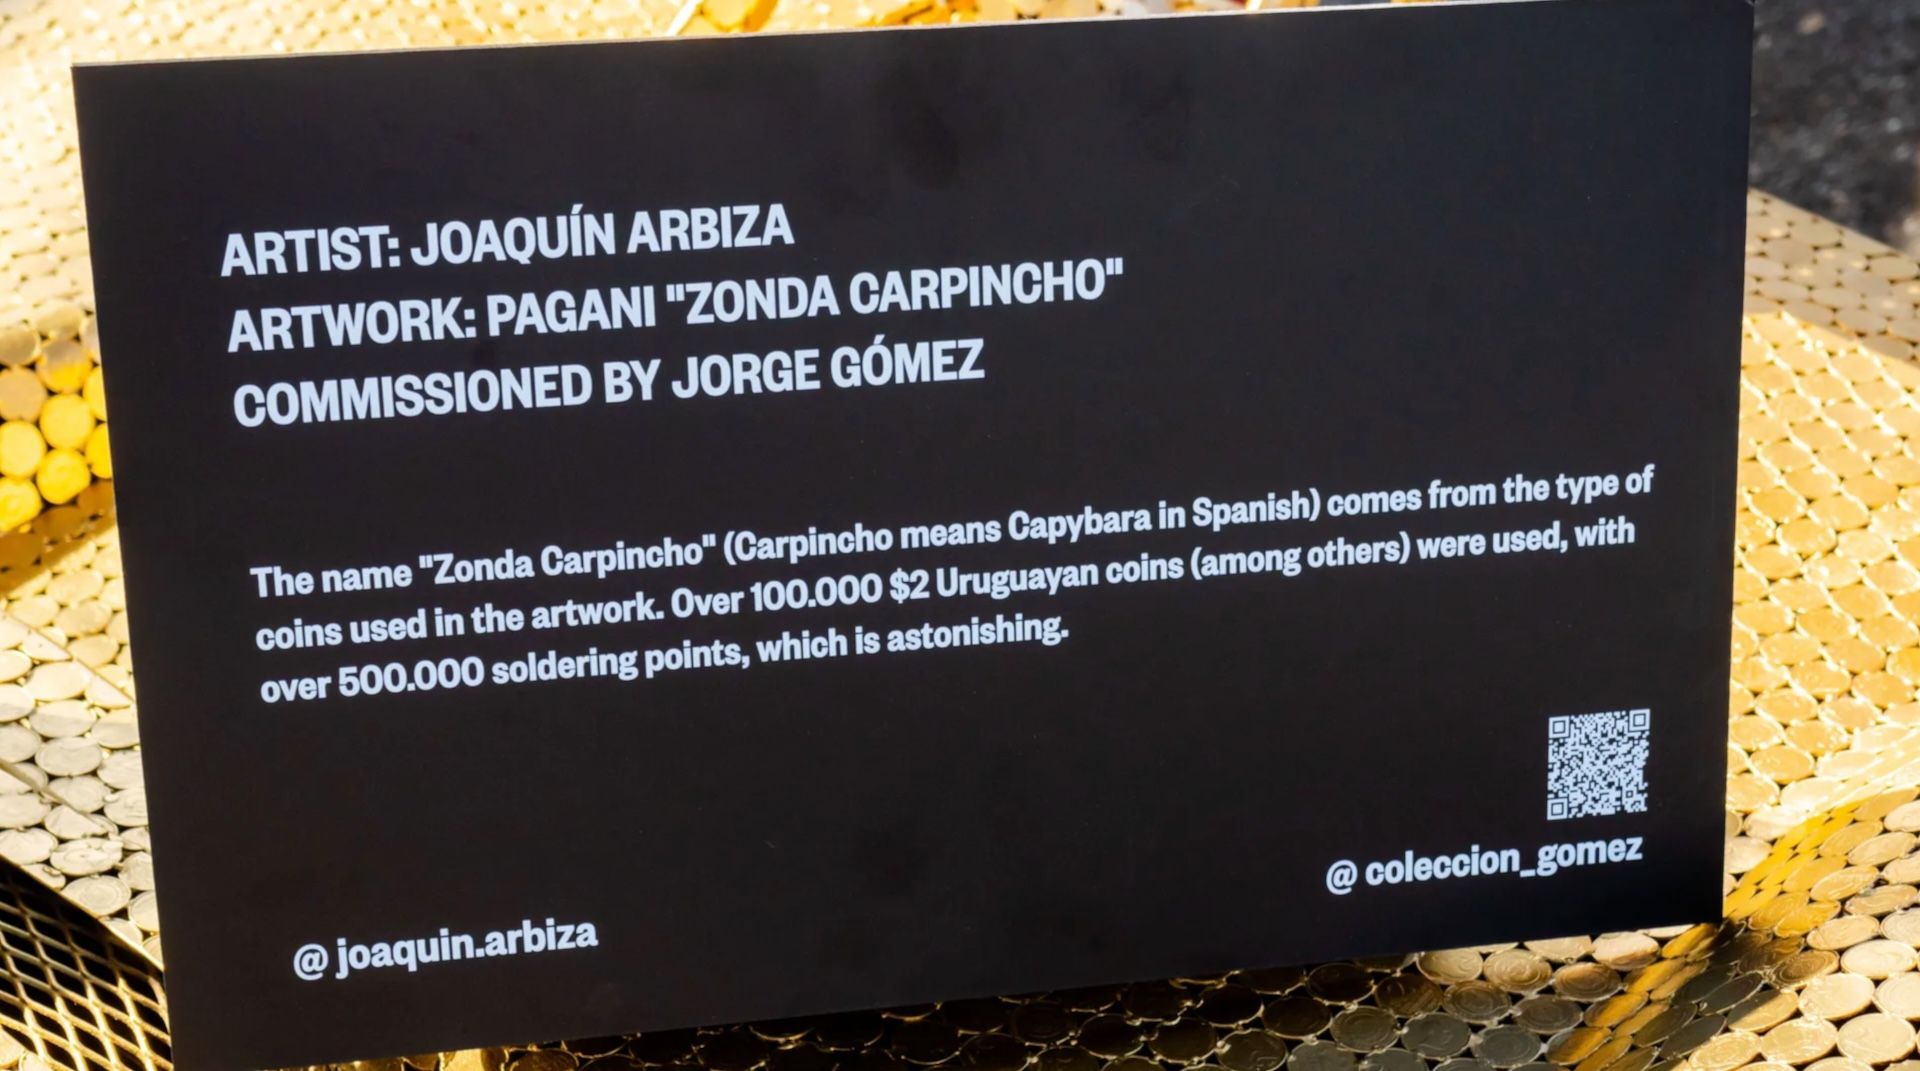 ARTIST: JOAQUÍN ARBIZA
ARTWORK: PAGANI "ZONDA CARPINCHO"
COMMISSIONED BY JORGE GÓMEZ
The name "Zonda Carpincho" (Carpincho means Capybara in Spanish) comes from the type of
coins used in the artwork. Over 100.000 $2 Uruguayan coins (among others) were used, with
over 500.000 soldering points, which is astonishing.
@ coleccion_gomez
@ joaquin.arbiza